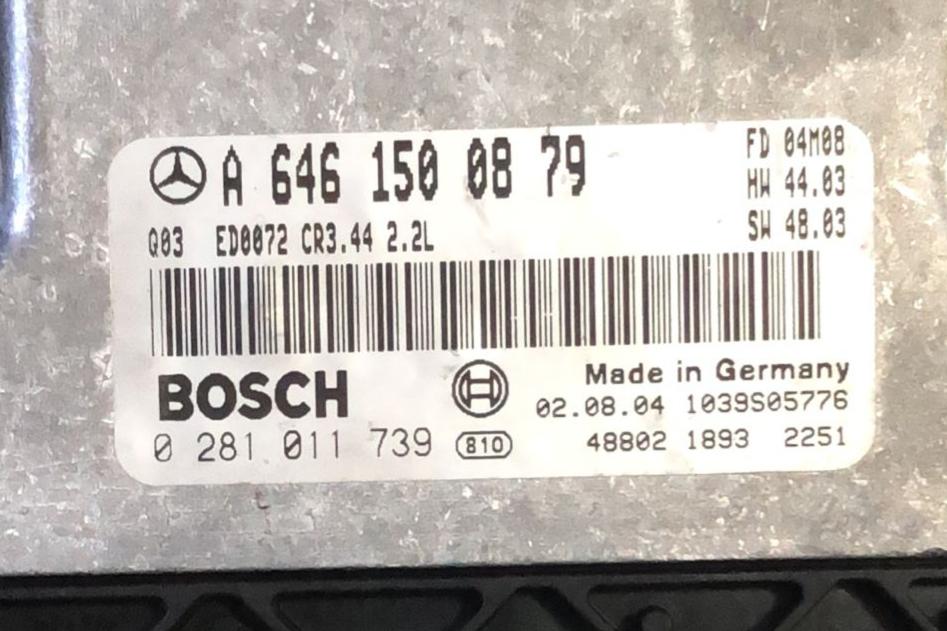 A 646 150 08 79
FD 04M08
HW 44.03
SW 48.03
Q03 ED0072 CR3.44 2.2L
BOSCH
Made in Germany
02.08.04 1039S05776
0 281 011 739 810
48802 1893 2251